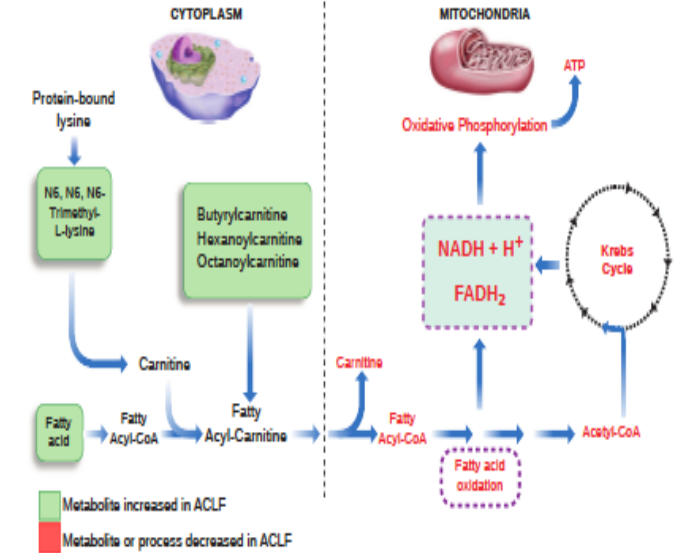 CYTOPLASM
MITOCHONDRIA
ATP
Protein-bound
lysine
Oxidative Phosphorylation
N6, N6, N6-
Trimethyl-
L-lysine
Butyrylcarnitine
Hexanoylcarnitine
Octanoylcarnitine
NADH + H⁺
FADH₂
Krebs
Cycle
Carnitine
Carnitine
Fatty
acid
Fatty
Acyl-CoA
Fatty
Acyl-Carnitine
Fatty
Acyl-CoA
Acetyl-CoA
Fatty acid
oxidation
Metabolite increased in ACLF
Metabolite or process decreased in ACLF